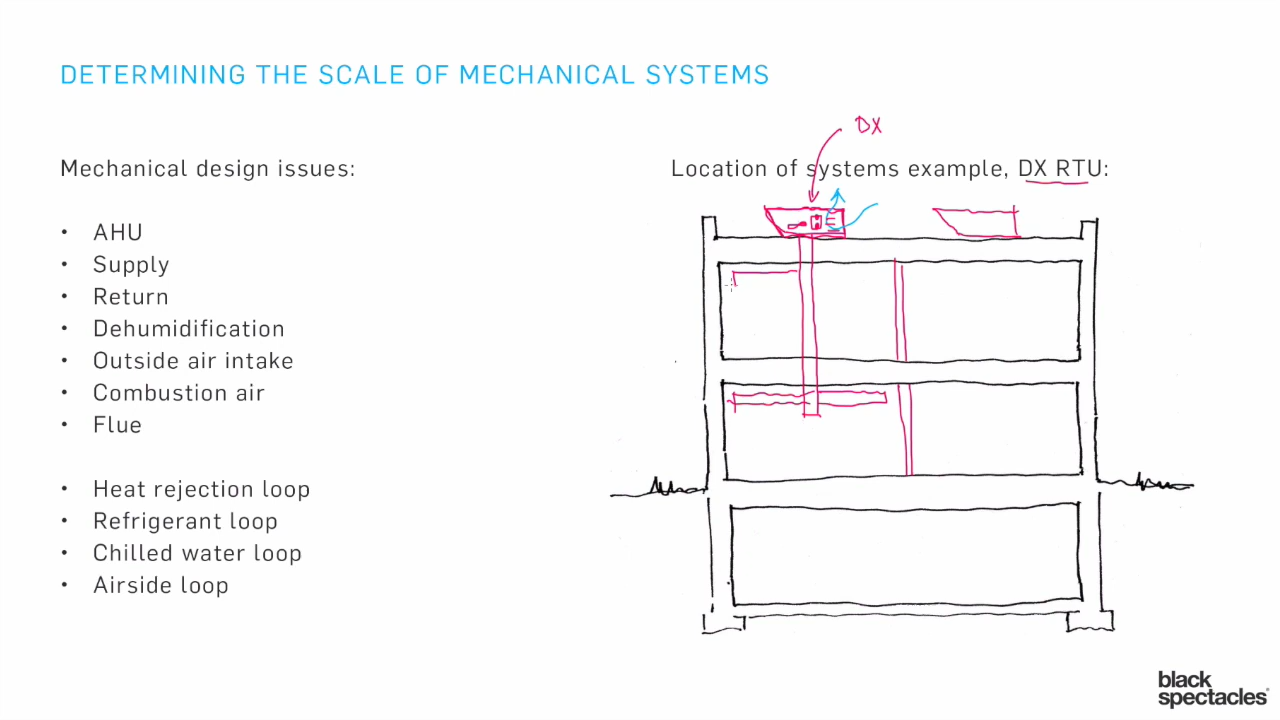 DETERMINING THE SCALE OF MECHANICAL SYSTEMS
Mechanical design issues:
• AHU
• Supply
• Return
• Dehumidification
• Outside air intake
• Combustion air
• Flue
• Heat rejection loop
• Refrigerant loop
• Chilled water loop
• Airside loop
DX
Location of systems example, DX RTU:
black
spectacles